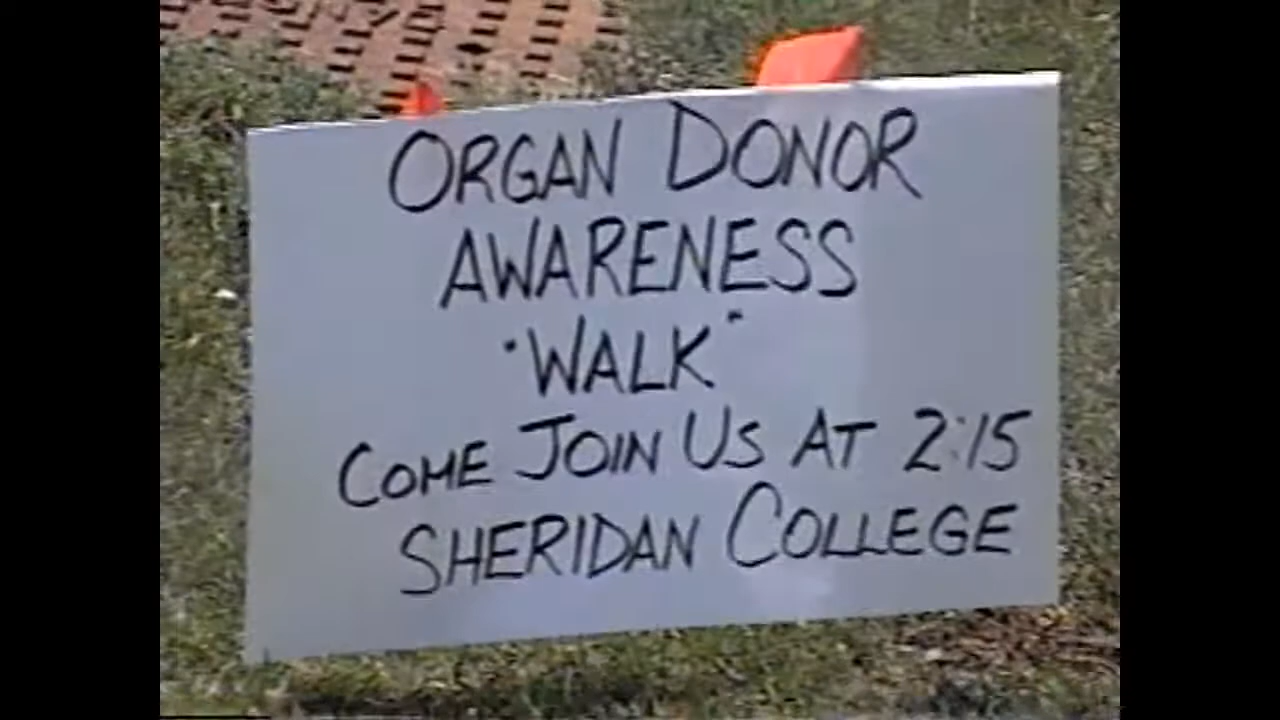 ORGAN DONOR
AWARENESS
"WALK"
COME JOIN US AT 2:15
SHERIDAN COLLEGE